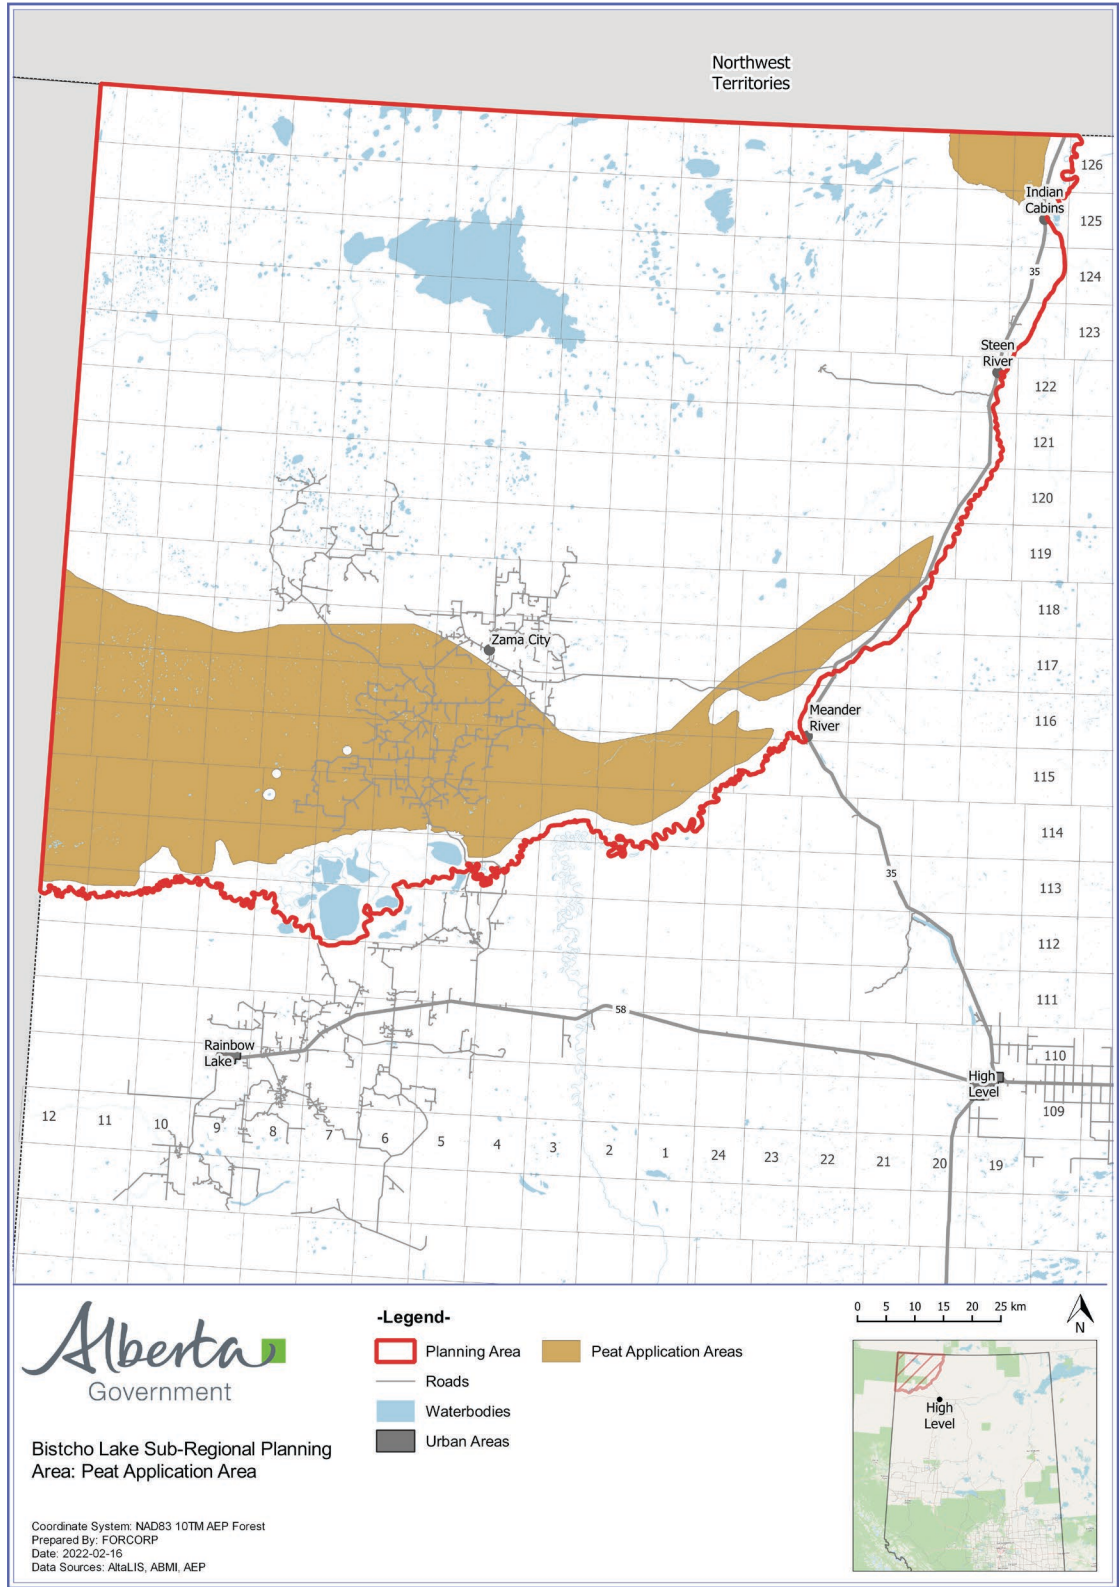 Northwest
Territories
126
Indian
Cabins
125
35
124
123
Steen
River
122
121
120
119
118
Zama City
117
Meander
River
116
115
114
35
113
112
111
58
Rainbow
Lake
110
High
Level
109
12
11
10
9
8
7
6
5
4
3
2
1
24
23
22
21
20
19
Alberta
Government
Bistcho Lake Sub-Regional Planning
Area: Peat Application Area
Coordinate System: NAD83 10TM AEP Forest
Prepared By: FORCORP
Date: 2022-02-16
Data Sources: AltaLIS, ABMI, AEP
-Legend-
Planning Area
Peat Application Areas
Roads
Waterbodies
Urban Areas
0 5 10 15 20 25 km
N
High
Level